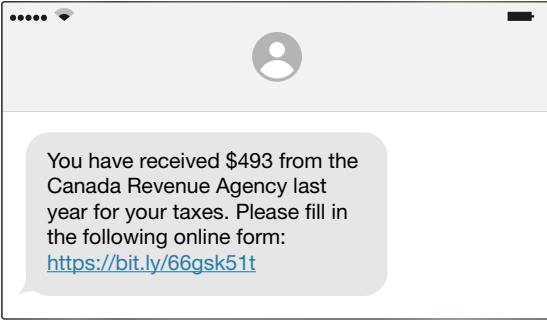 You have received $493 from the
Canada Revenue Agency last
year for your taxes. Please fill in
the following online form:
https://bit.ly/66gsk51t